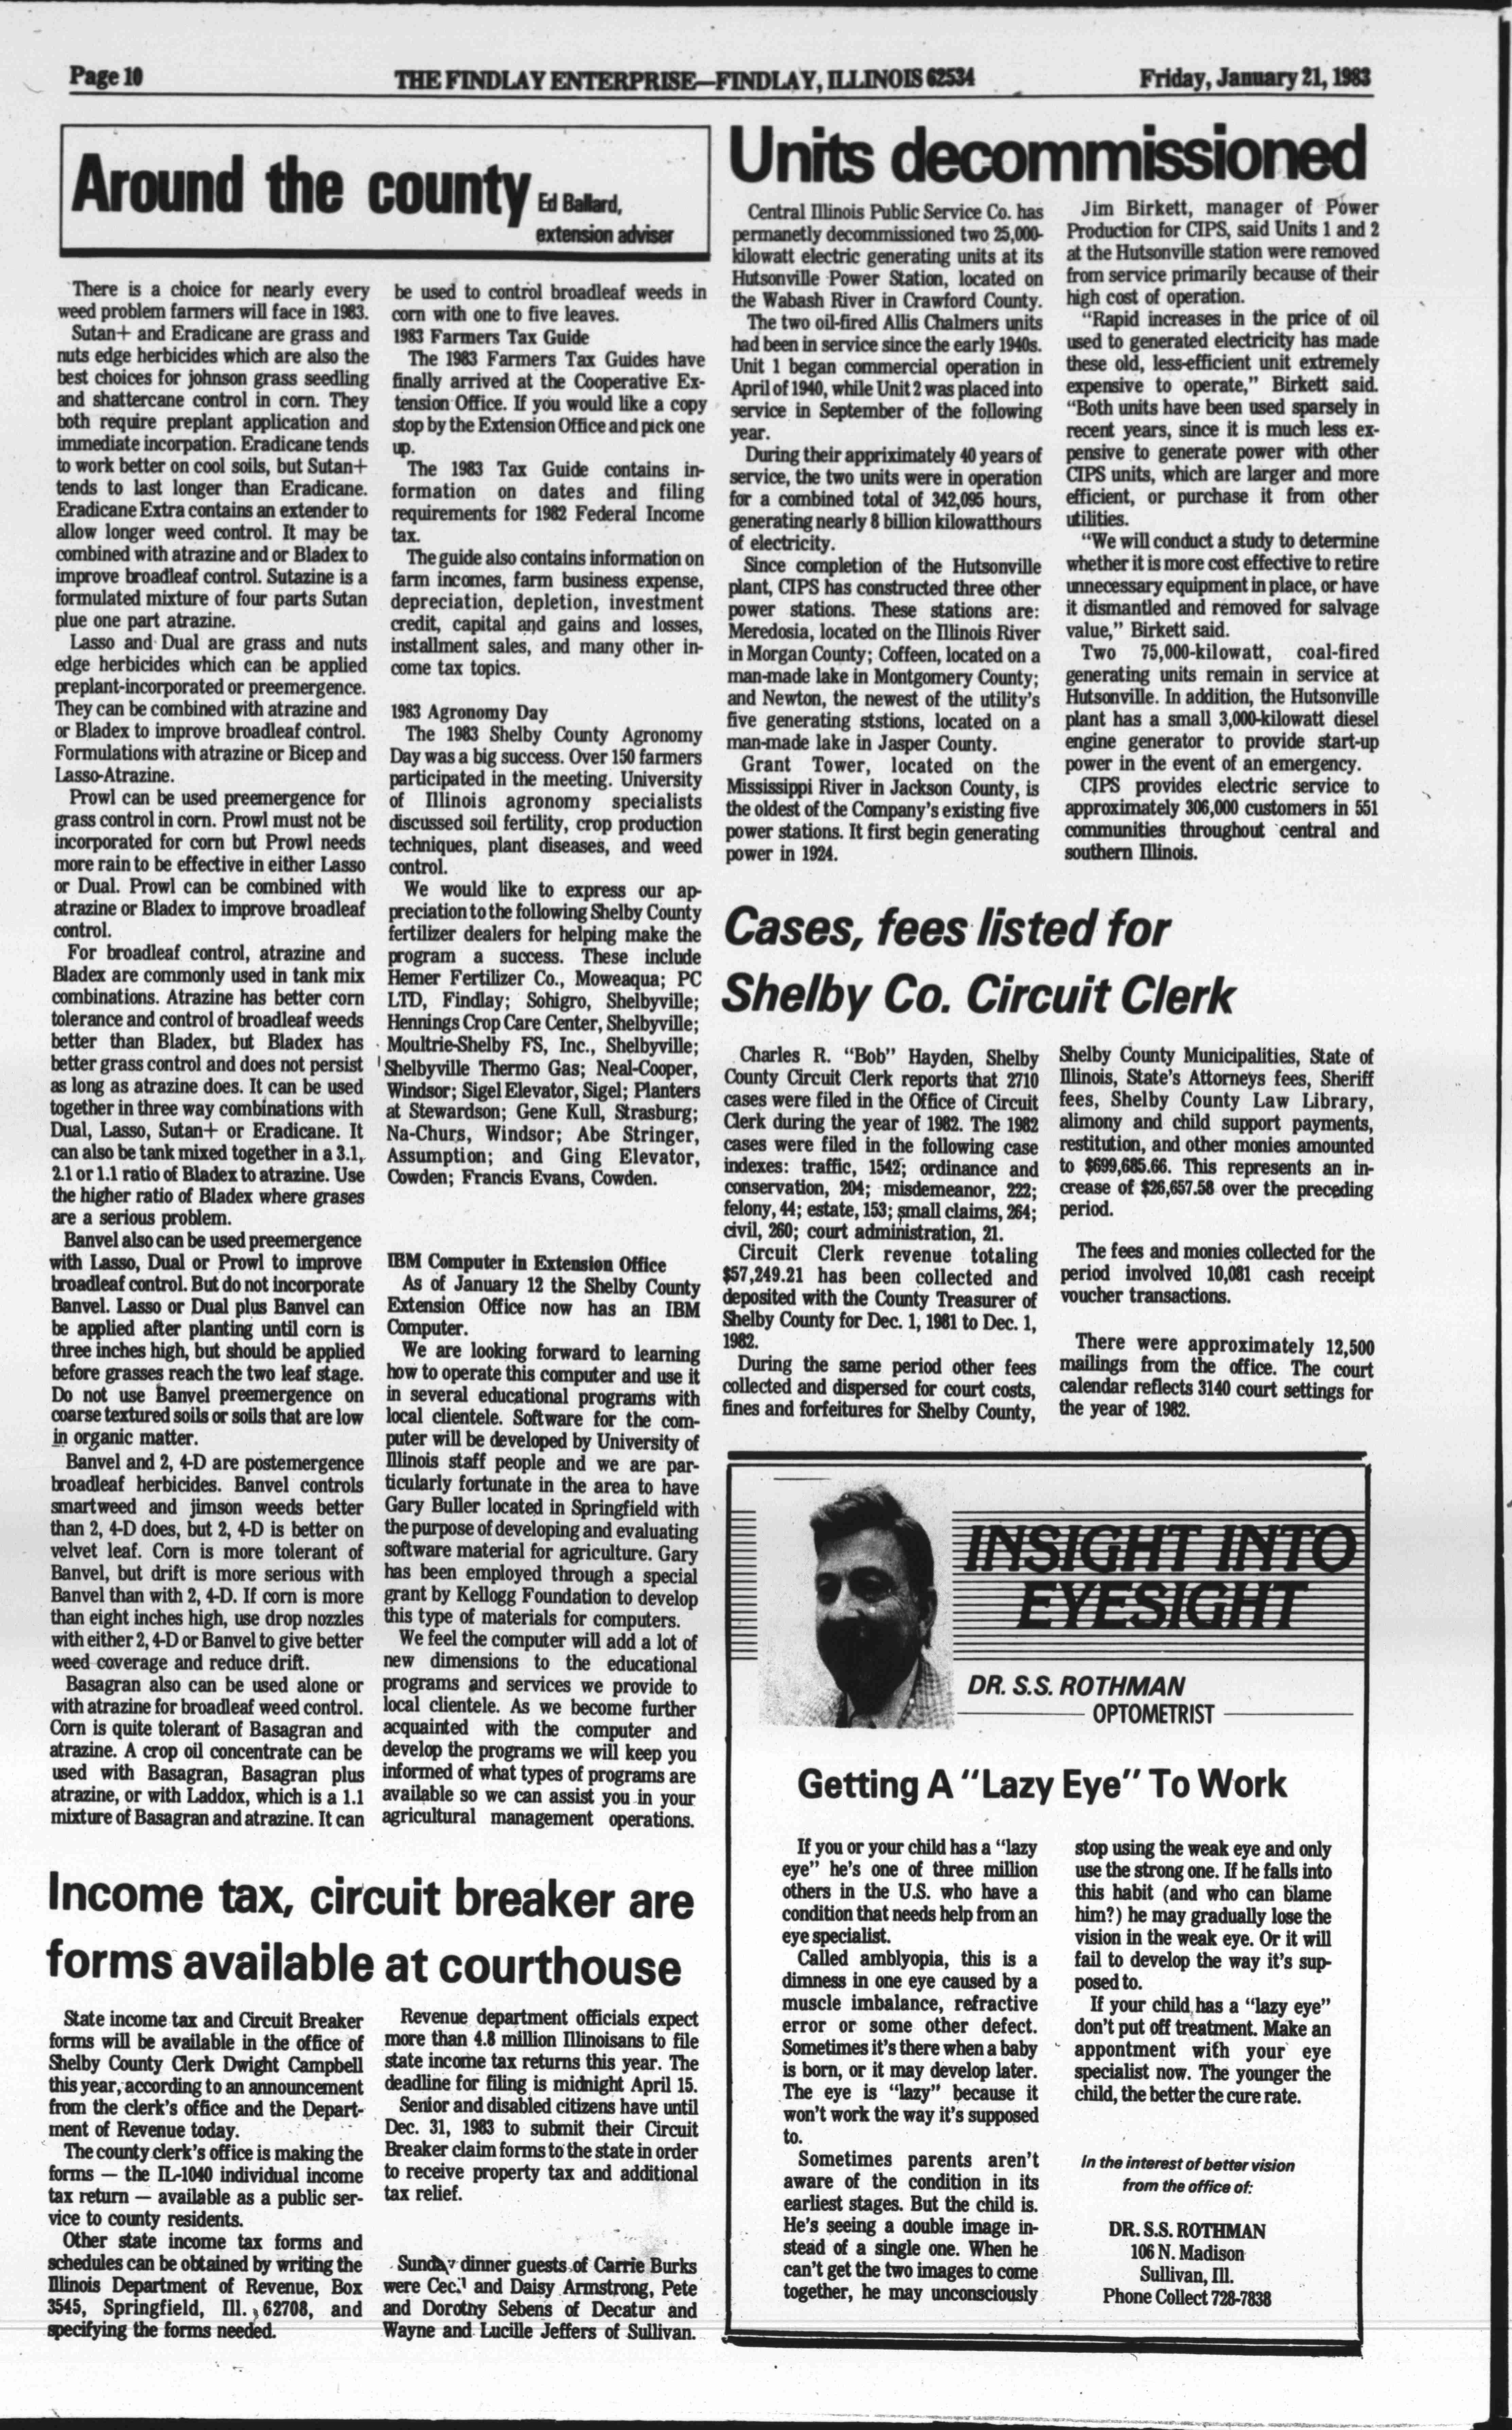 Page 10
THE FINDLAY ENTERPRISE—FINDLAY, ILLINOIS 62534
Friday, January 21, 1983
Around the county
Ed Ballard,
extension adviser
There is a choice for nearly every
weed problem farmers will face in 1983.
Sutan+ and Eradicane are grass and
nuts edge herbicides which are also the
best choices for johnson grass seedling
and shattercane control in corn. They
both require preplant application and
immediate incorpation. Eradicane tends
to work better on cool soils, but Sutan+
tends to last longer than Eradicane.
Eradicane Extra contains an extender to
allow longer weed control. It may be
combined with atrazine and or Bladex to
improve broadleaf control. Sutazine is a
formulated mixture of four parts Sutan
plue one part atrazine.
Lasso and Dual are grass and nuts
edge herbicides which can be applied
preplant-incorporated or preemergence.
They can be combined with atrazine and
or Bladex to improve broadleaf control.
Formulations with atrazine or Bicep and
Lasso-Atrazine.
Prowl can be used preemergence for
grass control in corn. Prowl must not be
incorporated for corn but Prowl needs
more rain to be effective in either Lasso
or Dual. Prowl can be combined with
atrazine or Bladex to improve broadleaf
control.
For broadleaf control, atrazine and
Bladex are commonly used in tank mix
combinations. Atrazine has better corn
tolerance and control of broadleaf weeds
better than Bladex, but Bladex has
better grass control and does not persist
as long as atrazine does. It can be used
together in three way combinations with
Dual, Lasso, Sutan+ or Eradicane. It
can also be tank mixed together in a 3.1,
2.1 or 1.1 ratio of Bladex to atrazine. Use
the higher ratio of Bladex where grases
are a serious problem.
Banvel also can be used preemergence
with Lasso, Dual or Prowl to improve
broadleaf control. But do not incorporate
Banvel. Lasso or Dual plus Banvel can
be applied after planting until corn is
three inches high, but should be applied
before grasses reach the two leaf stage.
Do not use Banvel preemergence on
coarse textured soils or soils that are low
in organic matter.
Banvel and 2, 4-D are postemergence
broadleaf herbicides. Banvel controls
smartweed and jimson weeds better
than 2, 4-D does, but 2, 4-D is better on
velvet leaf. Corn is more tolerant of
Banvel, but drift is more serious with
Banvel than with 2, 4-D. If corn is more
than eight inches high, use drop nozzles
with either 2, 4-D or Banvel to give better
weed coverage and reduce drift.
Basagran also can be used alone or
with atrazine for broadleaf weed control.
Corn is quite tolerant of Basagran and
atrazine. A crop oil concentrate can be
used with Basagran, Basagran plus
atrazine, or with Laddox, which is a 1.1
mixture of Basagran and atrazine. It can
be used to control broadleaf weeds in
corn with one to five leaves.
1983 Farmers Tax Guide
The 1983 Farmers Tax Guides have
finally arrived at the Cooperative Ex-
tension Office. If you would like a copy
stop by the Extension Office and pick one
up.
The 1983 Tax Guide contains in-
formation on dates and filing
requirements for 1982 Federal Income
tax.
The guide also contains information on
farm incomes, farm business expense,
depreciation, depletion, investment
credit, capital and gains and losses,
installment sales, and many other in-
come tax topics.
1983 Agronomy Day
The 1983 Shelby County Agronomy
Day was a big success. Over 150 farmers
participated in the meeting. University
of Illinois agronomy specialists
discussed soil fertility, crop production
techniques, plant diseases, and weed
control.
We would like to express our ap-
preciation to the following Shelby County
fertilizer dealers for helping make the
program a success. These include
Hemer Fertilizer Co., Moweaqua; PC
LTD, Findlay; Sohigro, Shelbyville;
Hennings Crop Care Center, Shelbyville;
Moultrie-Shelby FS, Inc., Shelbyville;
Shelbyville Thermo Gas; Neal-Cooper,
Windsor; Sigel Elevator, Sigel; Planters
at Stewardson; Gene Kull, Strasburg;
Na-Churs, Windsor; Abe Stringer,
Assumption; and Ging Elevator,
Cowden; Francis Evans, Cowden.
IBM Computer in Extension Office
As of January 12 the Shelby County
Extension Office now has an IBM
Computer.
We are looking forward to learning
how to operate this computer and use it
in several educational programs with
local clientele. Software for the com-
puter will be developed by University of
Illinois staff people and we are par-
ticularly fortunate in the area to have
Gary Buller located in Springfield with
the purpose of developing and evaluating
software material for agriculture. Gary
has been employed through a special
grant by Kellogg Foundation to develop
this type of materials for computers.
We feel the computer will add a lot of
new dimensions to the educational
programs and services we provide to
local clientele. As we become further
acquainted with the computer and
develop the programs we will keep you
informed of what types of programs are
available so we can assist you in your
agricultural management operations.
Income tax, circuit breaker are
forms available at courthouse
State income tax and Circuit Breaker
forms will be available in the office of
Shelby County Clerk Dwight Campbell
this year, according to an announcement
from the clerk's office and the Depart-
ment of Revenue today.
The county clerk's office is making the
forms — the IL-1040 individual income
tax return — available as a public ser-
vice to county residents.
Other state income tax forms and
schedules can be obtained by writing the
Illinois Department of Revenue, Box
3545, Springfield, Ill. 62708, and
specifying the forms needed.
Revenue department officials expect
more than 4.8 million Illinoisans to file
state income tax returns this year. The
deadline for filing is midnight April 15.
Senior and disabled citizens have until
Dec. 31, 1983 to submit their Circuit
Breaker claim forms to the state in order
to receive property tax and additional
tax relief.
Sunday dinner guests of Carrie Burks
were Cecil and Daisy Armstrong, Pete
and Dorothy Sebens of Decatur and
Wayne and Lucille Jeffers of Sullivan.
Units decommissioned
Central Illinois Public Service Co. has
permanetly decommissioned two 25,000-
kilowatt electric generating units at its
Hutsonville Power Station, located on
the Wabash River in Crawford County.
The two oil-fired Allis Chalmers units
had been in service since the early 1940s.
Unit 1 began commercial operation in
April of 1940, while Unit 2 was placed into
service in September of the following
year.
During their appriximately 40 years of
service, the two units were in operation
for a combined total of 342,095 hours,
generating nearly 8 billion kilowatthours
of electricity.
Since completion of the Hutsonville
plant, CIPS has constructed three other
power stations. These stations are:
Meredosia, located on the Illinois River
in Morgan County; Coffeen, located on a
man-made lake in Montgomery County;
and Newton, the newest of the utility's
five generating ststions, located on a
man-made lake in Jasper County.
Grant Tower, located on the
Mississippi River in Jackson County, is
the oldest of the Company's existing five
power stations. It first begin generating
power in 1924.
Jim Birkett, manager of Power
Production for CIPS, said Units 1 and 2
at the Hutsonville station were removed
from service primarily because of their
high cost of operation.
"Rapid increases in the price of oil
used to generated electricity has made
these old, less-efficient unit extremely
expensive to operate," Birkett said.
"Both units have been used sparsely in
recent years, since it is much less ex-
pensive to generate power with other
CIPS units, which are larger and more
efficient, or purchase it from other
utilities.
"We will conduct a study to determine
whether it is more cost effective to retire
unnecessary equipment in place, or have
it dismantled and removed for salvage
value," Birkett said.
Two 75,000-kilowatt, coal-fired
generating units remain in service at
Hutsonville. In addition, the Hutsonville
plant has a small 3,000-kilowatt diesel
engine generator to provide start-up
power in the event of an emergency.
CIPS provides electric service to
approximately 306,000 customers in 551
communities throughout central and
southern Illinois.
Cases, fees listed for
Shelby Co. Circuit Clerk
Charles R. "Bob" Hayden, Shelby
County Circuit Clerk reports that 2710
cases were filed in the Office of Circuit
Clerk during the year of 1982. The 1982
cases were filed in the following case
indexes: traffic, 1542; ordinance and
conservation, 204; misdemeanor, 222;
felony, 44; estate, 153; small claims, 264;
civil, 260; court administration, 21.
Circuit Clerk revenue totaling
$57,249.21 has been collected and
deposited with the County Treasurer of
Shelby County for Dec. 1, 1981 to Dec. 1,
1982.
During the same period other fees
collected and dispersed for court costs,
fines and forfeitures for Shelby County,
Shelby County Municipalities, State of
Illinois, State's Attorneys fees, Sheriff
fees, Shelby County Law Library,
alimony and child support payments,
restitution, and other monies amounted
to $699,685.66. This represents an in-
crease of $26,657.58 over the preceding
period.
The fees and monies collected for the
period involved 10,081 cash receipt
voucher transactions.
There were approximately 12,500
mailings from the office. The court
calendar reflects 3140 court settings for
the year of 1982.
INSIGHT INTO
EYESIGHT
DR. S.S. ROTHMAN
OPTOMETRIST
Getting A "Lazy Eye" To Work
If you or your child has a "lazy
eye" he's one of three million
others in the U.S. who have a
condition that needs help from an
eye specialist.
Called amblyopia, this is a
dimness in one eye caused by a
muscle imbalance, refractive
error or some other defect.
Sometimes it's there when a baby
is born, or it may develop later.
The eye is "lazy" because it
won't work the way it's supposed
to.
Sometimes parents aren't
aware of the condition in its
earliest stages. But the child is.
He's seeing a double image in-
stead of a single one. When he
can't get the two images to come
together, he may unconsciously
stop using the weak eye and only
use the strong one. If he falls into
this habit (and who can blame
him?) he may gradually lose the
vision in the weak eye. Or it will
fail to develop the way it's sup-
posed to.
If your child has a "lazy eye"
don't put off treatment. Make an
appontment with your eye
specialist now. The younger the
child, the better the cure rate.
In the interest of better vision
from the office of:
DR. S.S. ROTHMAN
106 N. Madison
Sullivan, Ill.
Phone Collect 728-7838